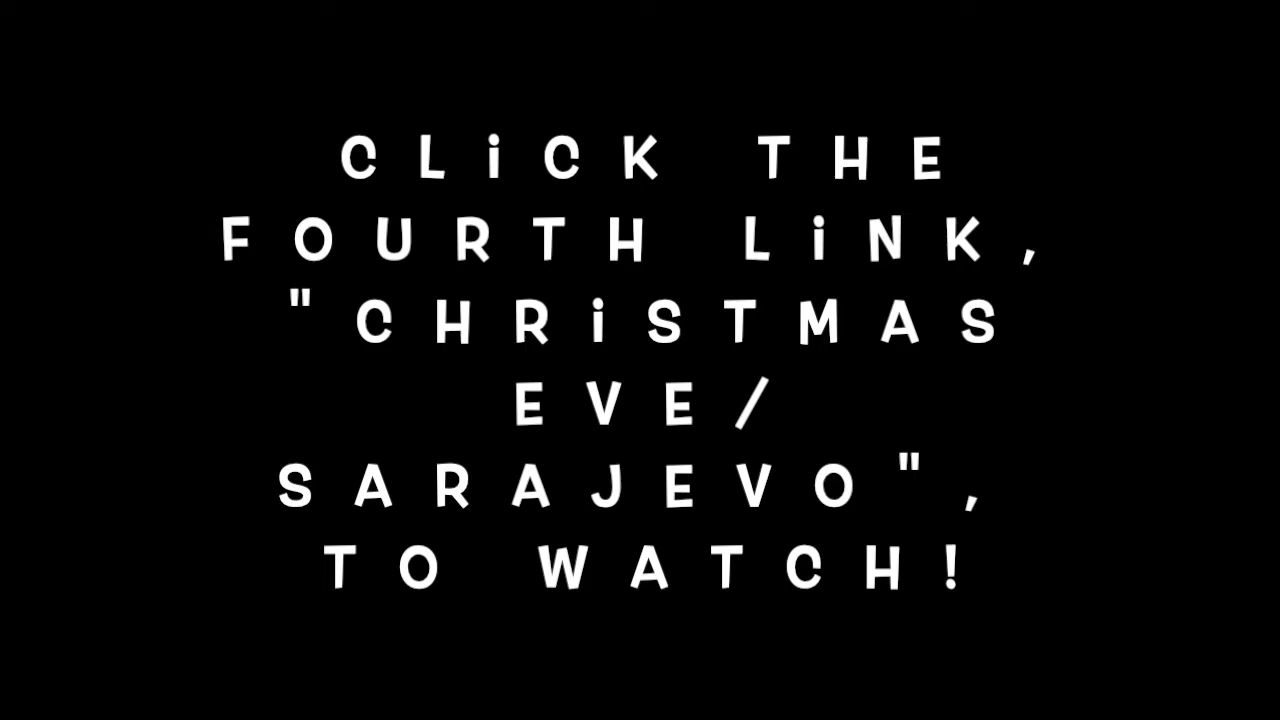 CLICK THE
FOURTH LINK,
"CHRISTMAS
EVE/
SARAJEVO",
TO WATCH!